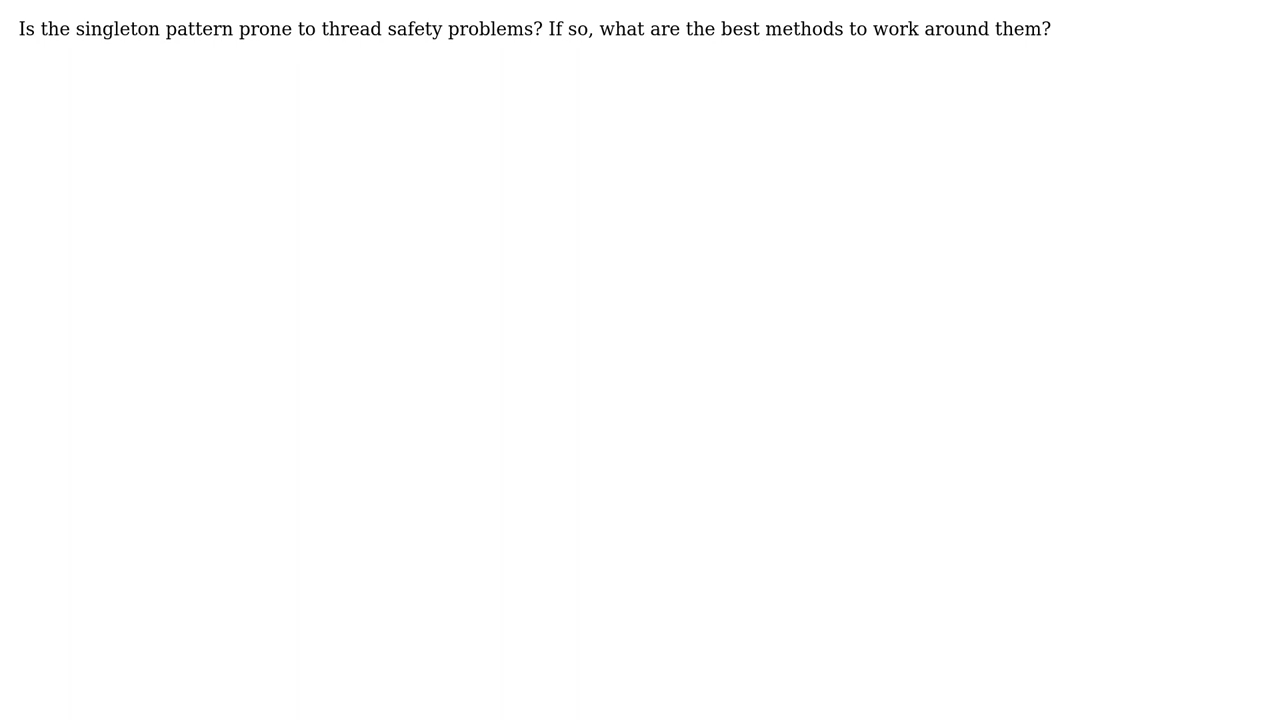 Is the singleton pattern prone to thread safety problems? If so, what are the best methods to work around them?